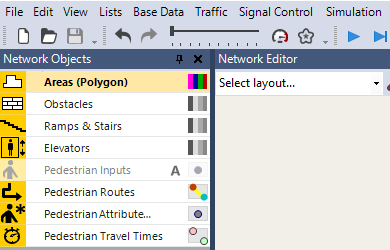 File Edit View Lists Base Data Traffic Signal Control Simulation
Network Objects
Network Editor
Areas (Polygon)
Select layout...
Obstacles
Ramps & Stairs
Elevators
Pedestrian Inputs A
Pedestrian Routes
Pedestrian Attribute...
Pedestrian Travel Times